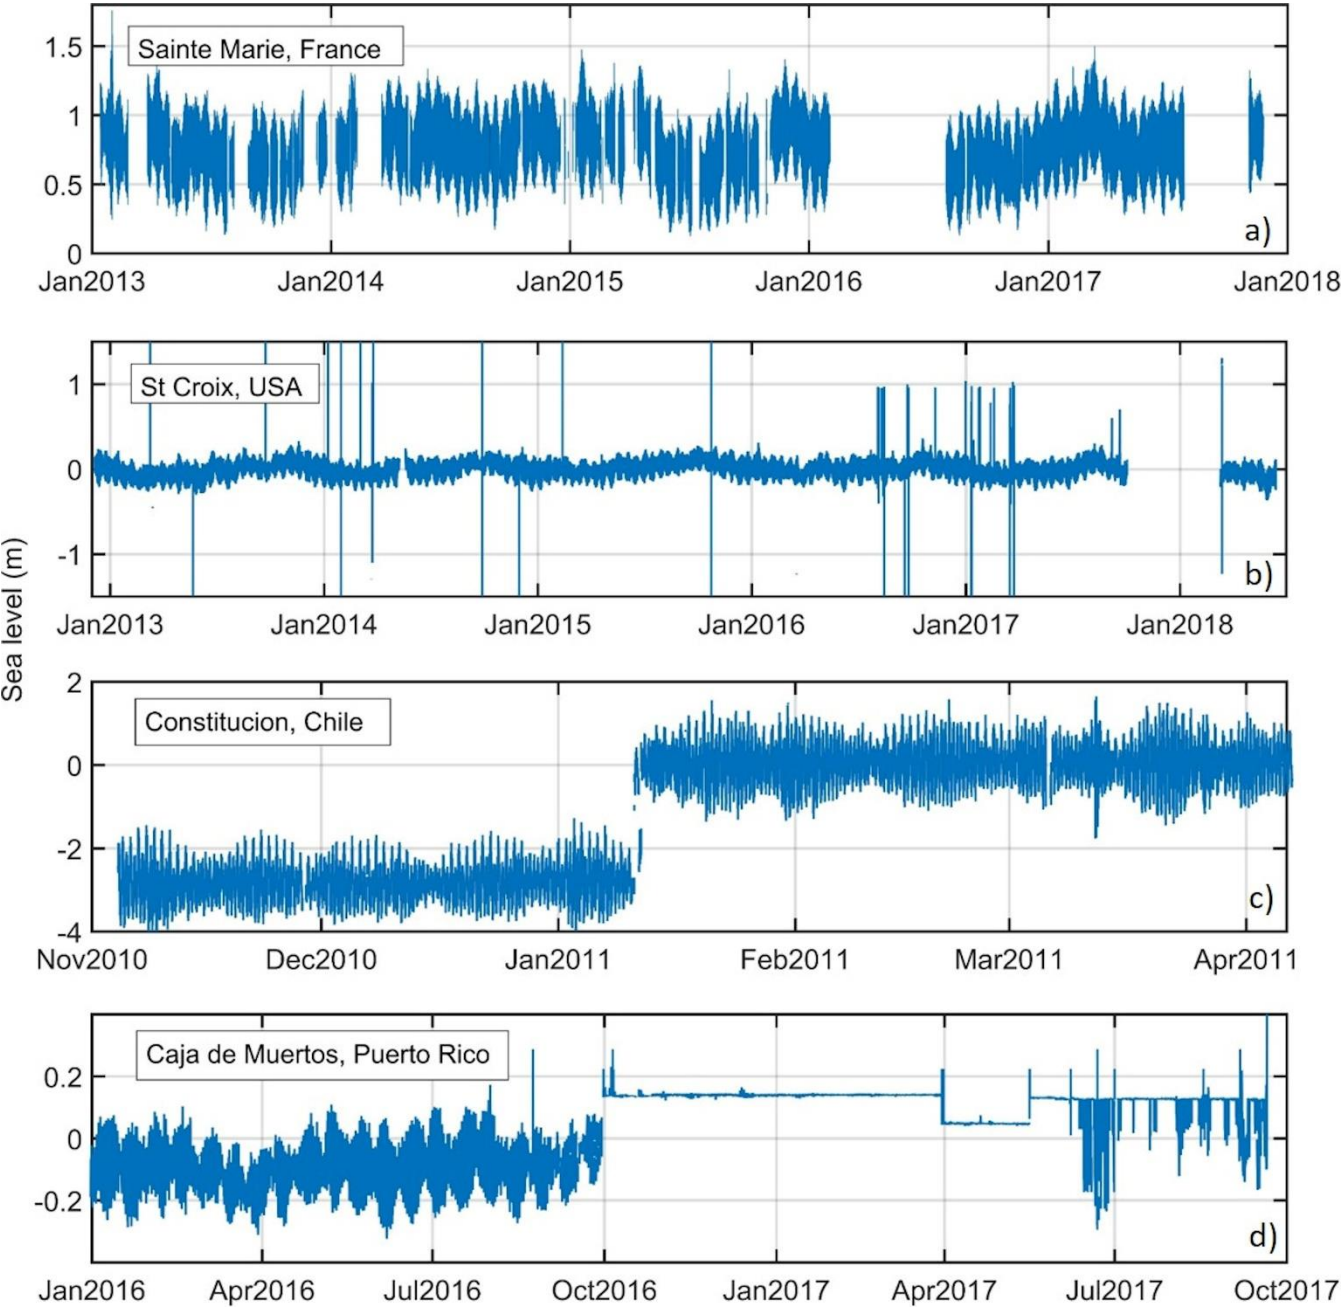 1.5
Sainte Marie, France
1
0.5
a)
0
Jan2013 Jan2014 Jan2015 Jan2016 Jan2017 Jan2018
1
St Croix, USA
0
-1
b)
Jan2013 Jan2014 Jan2015 Jan2016 Jan2017 Jan2018
Sea level (m)
2
Constitucion, Chile
0
-2
c)
-4
Nov2010 Dec2010 Jan2011 Feb2011 Mar2011 Apr2011
Caja de Muertos, Puerto Rico
0.2
0
-0.2
d)
Jan2016 Apr2016 Jul2016 Oct2016 Jan2017 Apr2017 Jul2017 Oct2017